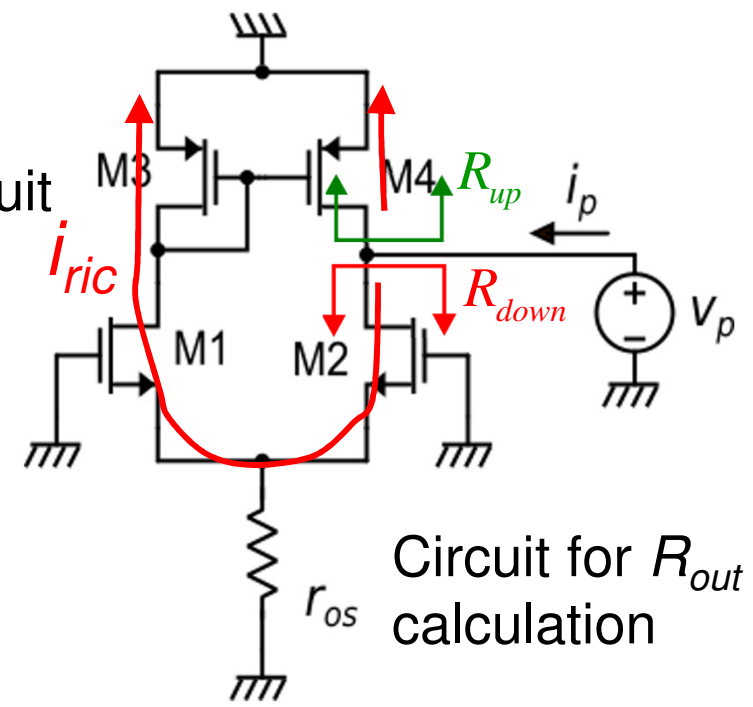 uit
M3
M4
R_up
i_p
i_ric
R_down
+
−
v_p
M1
M2
r_os
Circuit for R_out
calculation